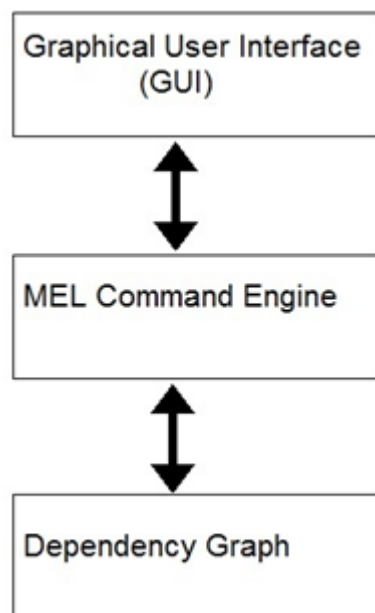 Graphical User Interface
(GUI)
MEL Command Engine
Dependency Graph